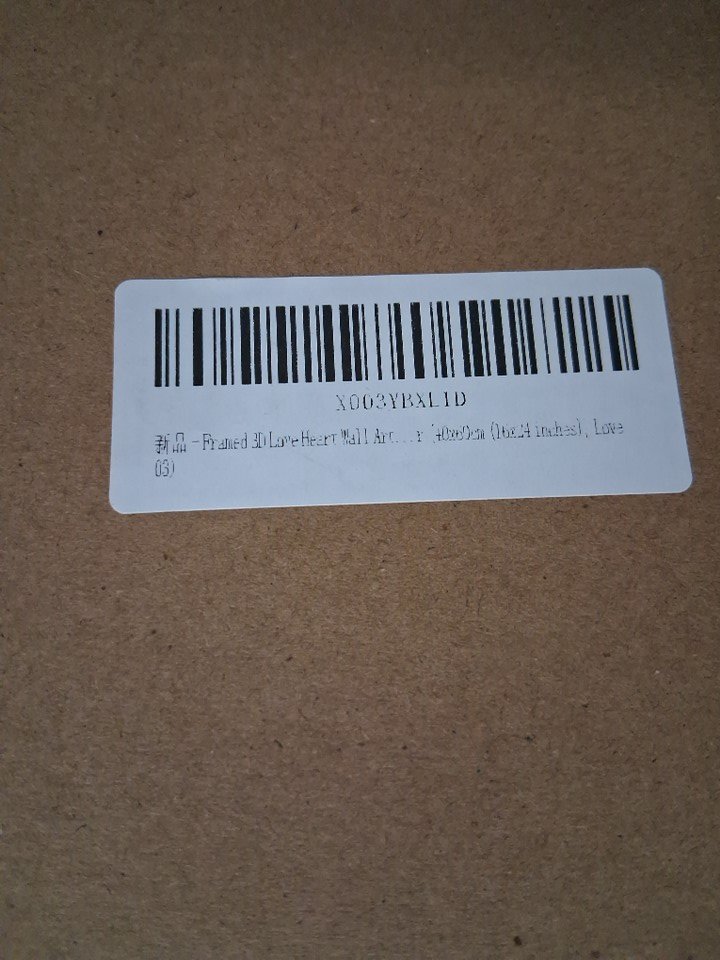 X003YBXL1D
新品 - Framed 3D Love Heart Wall Art...r (40x60cm (16x24 inches), Love
03)